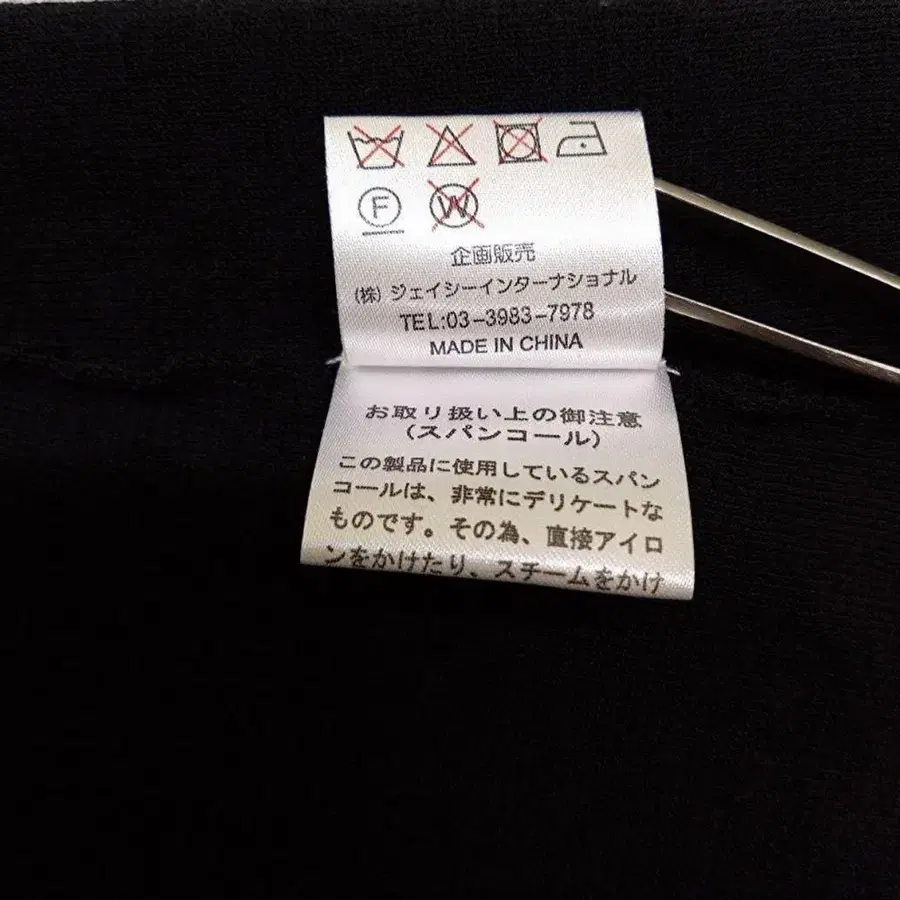 F W
企画販売
(株) ジェイシーインターナショナル
TEL:03-3983-7978
MADE IN CHINA
お取り扱い上の御注意
(スパンコール)
この製品に使用しているスパン
コールは、非常にデリケートな
ものです。その為、直接アイロ
ンをかけたり、スチームをかけ